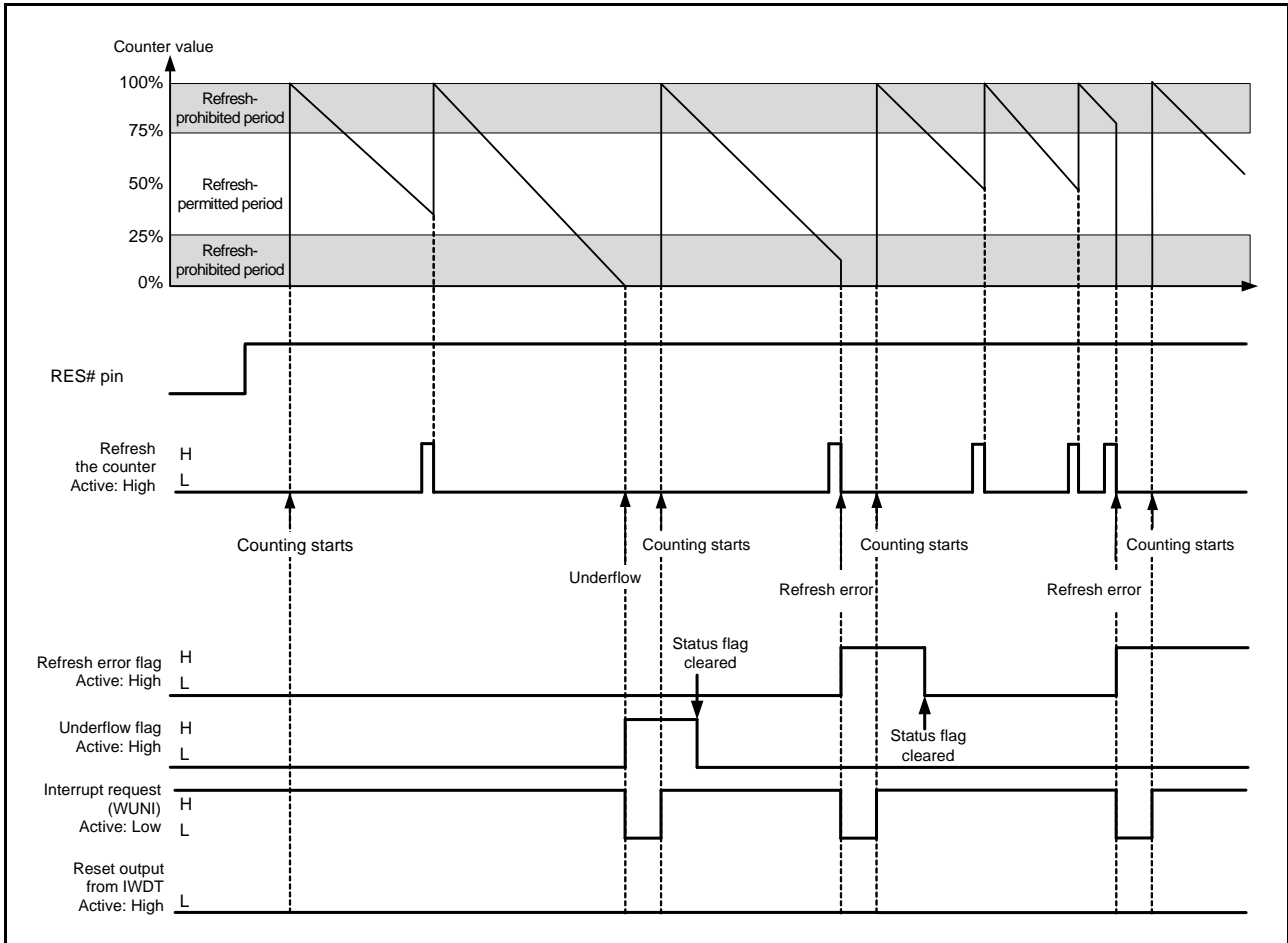 Counter value
100%
Refresh-
prohibited period
75%
50%
Refresh-
permitted period
25%
Refresh-
prohibited period
0%
RES# pin
Refresh
the counter
Active: High
H
L
Counting starts
Counting starts
Counting starts
Counting starts
Underflow
Refresh error
Refresh error
Status flag
cleared
Refresh error flag
Active: High
H
L
Underflow flag
Active: High
H
L
Status flag
cleared
Interrupt request
(WUNI)
Active: Low
H
L
Reset output
from IWDT
Active: High
L